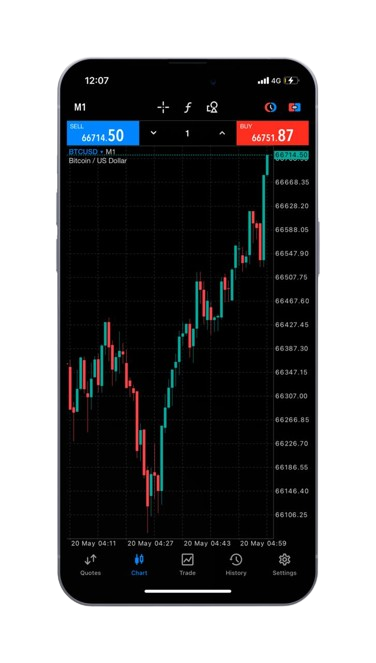 12:07
4G
M1
f
SELL
66714.50
1
BUY
66751.87
BTCUSD • M1
Bitcoin / US Dollar
66714.50
66668.35
66628.20
66588.05
66547.90
66507.75
66467.60
66427.45
66387.30
66347.15
66307.00
66266.85
66226.70
66186.55
66146.40
66106.25
20 May 04:11
20 May 04:27
20 May 04:43
20 May 04:59
Quotes
Chart
Trade
History
Settings